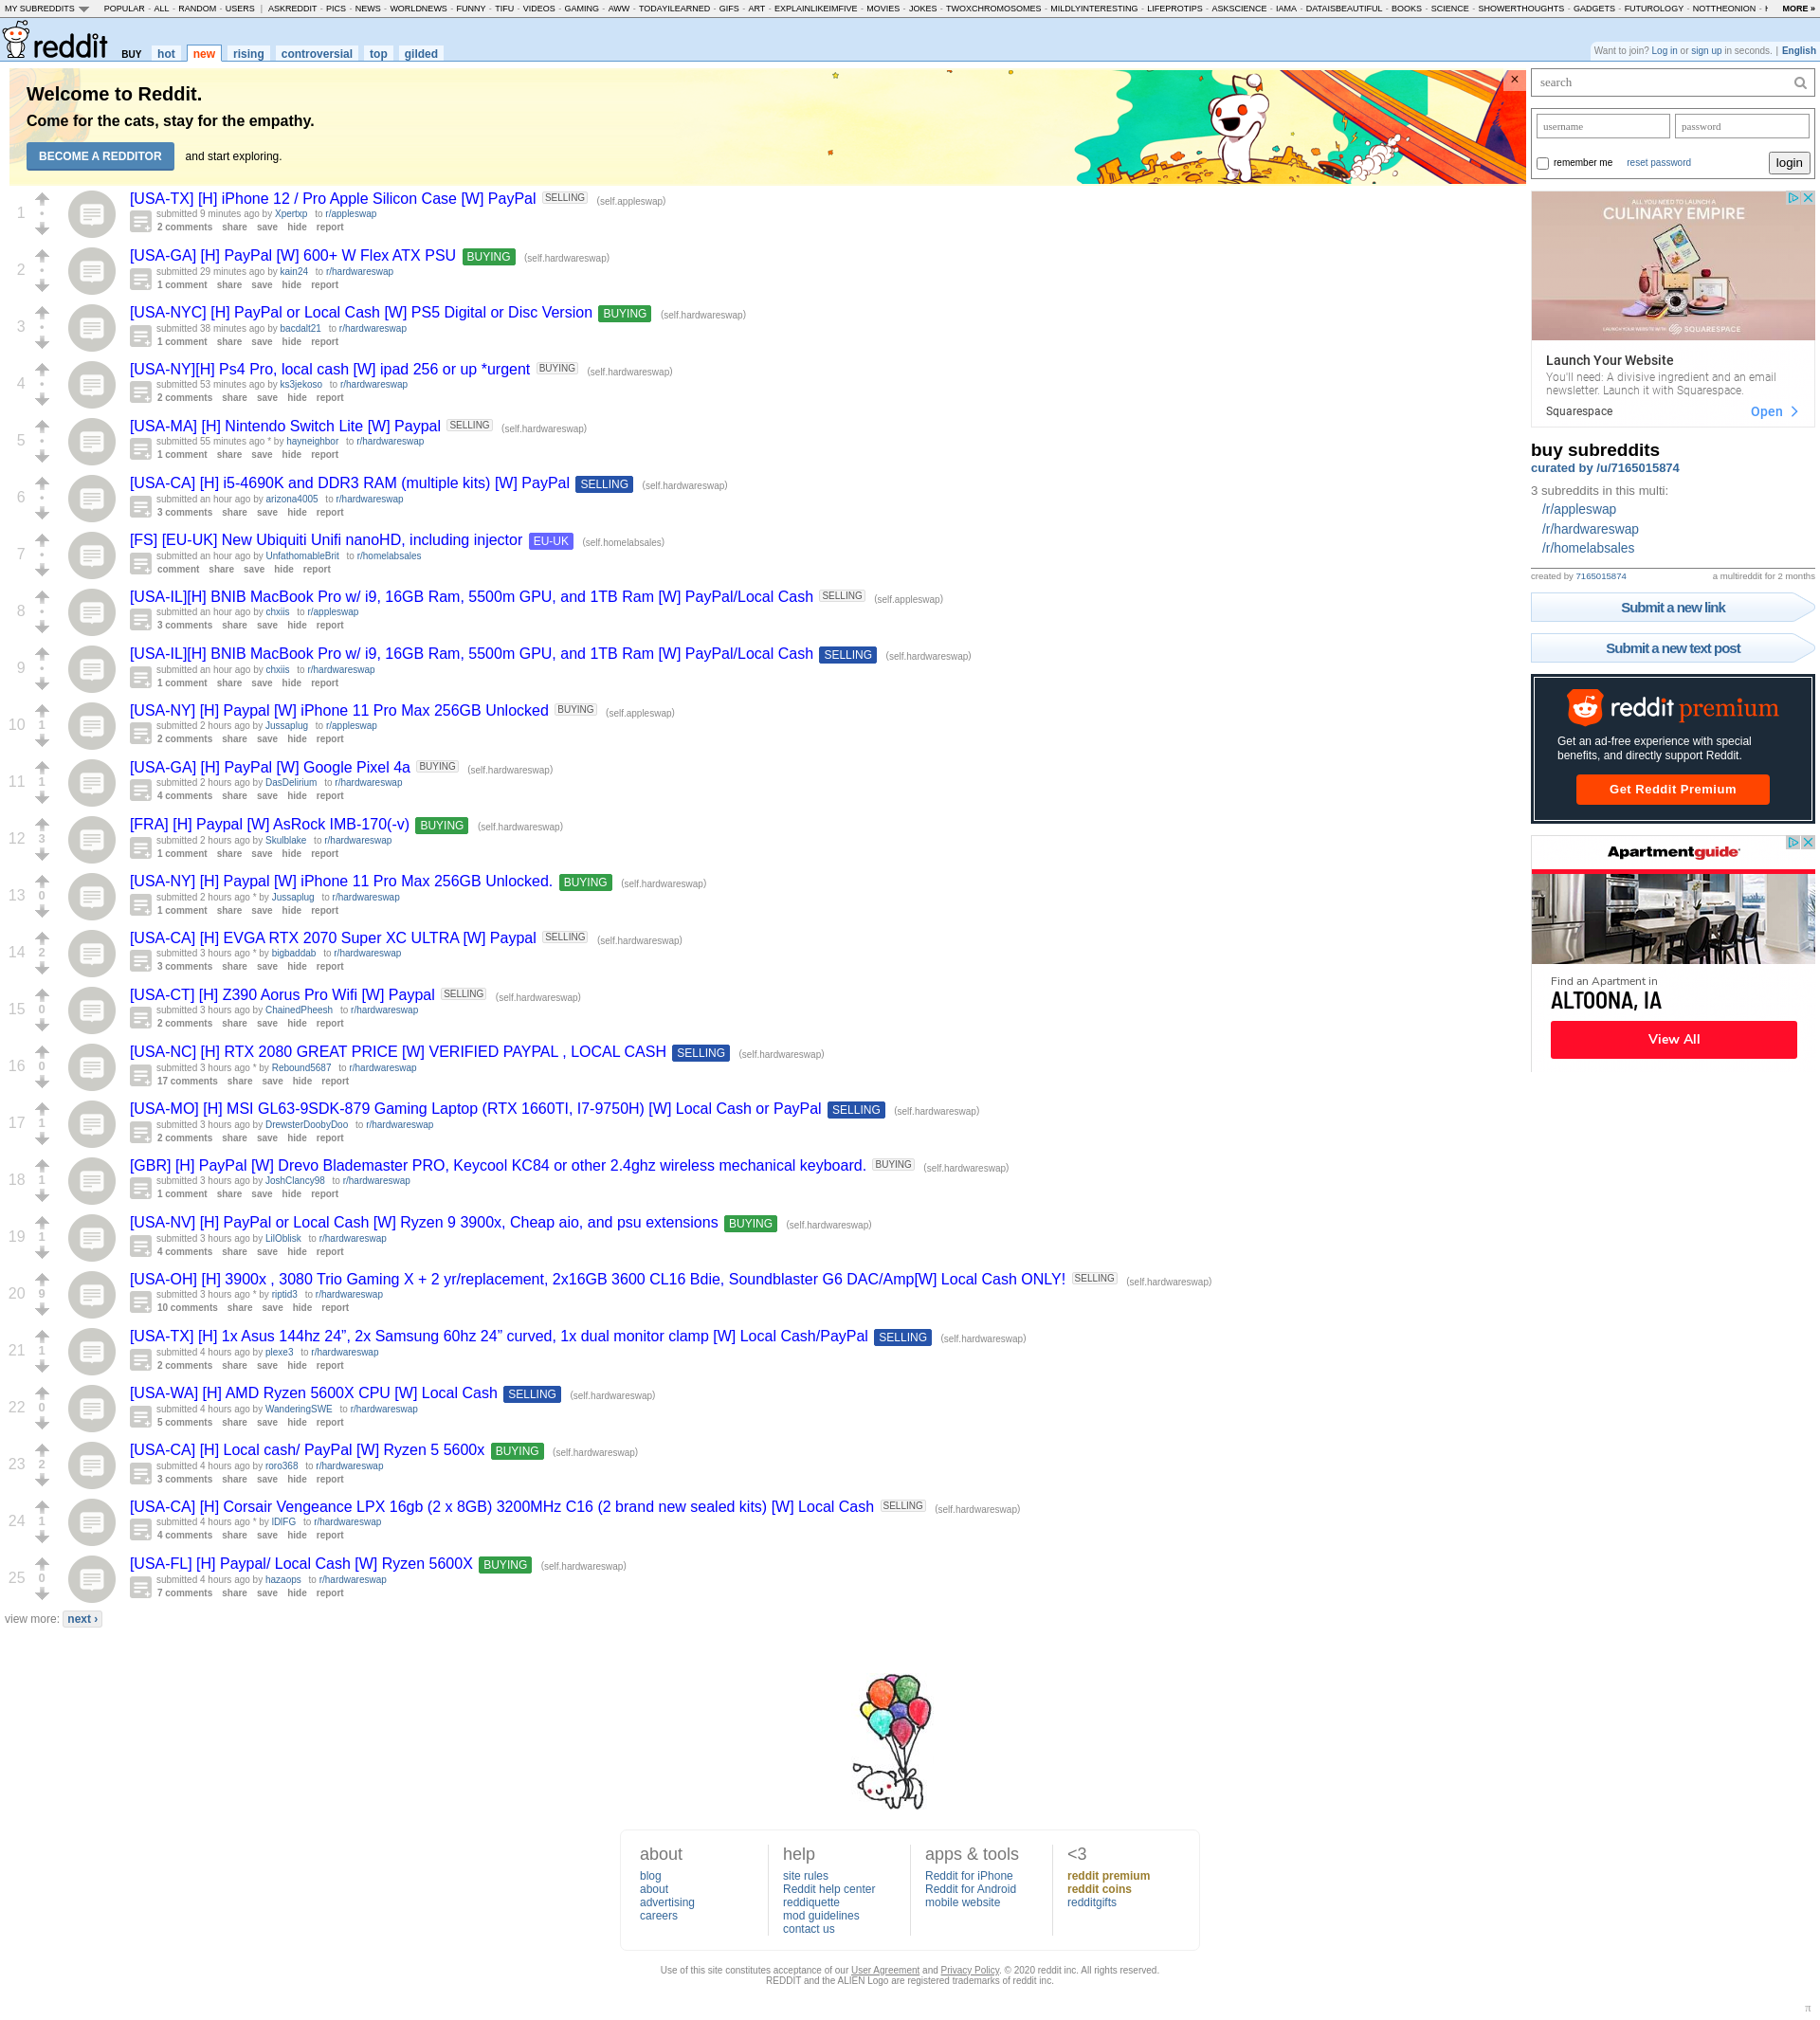 MY SUBREDDITS POPULAR - ALL - RANDOM - USERS | ASKREDDIT - PICS - NEWS - WORLDNEWS - FUNNY - TIFU - VIDEOS - GAMING - AWW - TODAYILEARNED - GIFS - ART - EXPLAINLIKEIMFIVE - MOVIES - JOKES - TWOXCHROMOSOMES - MILDLYINTERESTING - LIFEPROTIPS - ASKSCIENCE - IAMA - DATAISBEAUTIFUL - BOOKS - SCIENCE - SHOWERTHOUGHTS - GADGETS - FUTUROLOGY - NOTTHEONION - MORE »
reddit BUY hot new rising controversial top gilded
Want to join? Log in or sign up in seconds. | English
Welcome to Reddit.
Come for the cats, stay for the empathy.
BECOME A REDDITOR and start exploring.
1 [USA-TX] [H] iPhone 12 / Pro Apple Silicon Case [W] PayPal SELLING (self.appleswap)
submitted 9 minutes ago by Xpertxp to r/appleswap
2 comments share save hide report
2 [USA-GA] [H] PayPal [W] 600+ W Flex ATX PSU BUYING (self.hardwareswap)
submitted 29 minutes ago by kain24 to r/hardwareswap
1 comment share save hide report
3 [USA-NYC] [H] PayPal or Local Cash [W] PS5 Digital or Disc Version BUYING (self.hardwareswap)
submitted 38 minutes ago by bacdalt21 to r/hardwareswap
1 comment share save hide report
4 [USA-NY][H] Ps4 Pro, local cash [W] ipad 256 or up *urgent BUYING (self.hardwareswap)
submitted 53 minutes ago by ks3jekoso to r/hardwareswap
2 comments share save hide report
5 [USA-MA] [H] Nintendo Switch Lite [W] Paypal SELLING (self.hardwareswap)
submitted 55 minutes ago * by hayneighbor to r/hardwareswap
1 comment share save hide report
6 [USA-CA] [H] i5-4690K and DDR3 RAM (multiple kits) [W] PayPal SELLING (self.hardwareswap)
submitted an hour ago by arizona4005 to r/hardwareswap
3 comments share save hide report
7 [FS] [EU-UK] New Ubiquiti Unifi nanoHD, including injector EU-UK (self.homelabsales)
submitted an hour ago by UnfathomableBrit to r/homelabsales
comment share save hide report
8 [USA-IL][H] BNIB MacBook Pro w/ i9, 16GB Ram, 5500m GPU, and 1TB Ram [W] PayPal/Local Cash SELLING (self.appleswap)
submitted an hour ago by chxiis to r/appleswap
3 comments share save hide report
9 [USA-IL][H] BNIB MacBook Pro w/ i9, 16GB Ram, 5500m GPU, and 1TB Ram [W] PayPal/Local Cash SELLING (self.hardwareswap)
submitted an hour ago by chxiis to r/hardwareswap
1 comment share save hide report
10 1 [USA-NY] [H] Paypal [W] iPhone 11 Pro Max 256GB Unlocked BUYING (self.appleswap)
submitted 2 hours ago by Jussaplug to r/appleswap
2 comments share save hide report
11 1 [USA-GA] [H] PayPal [W] Google Pixel 4a BUYING (self.hardwareswap)
submitted 2 hours ago by DasDelirium to r/hardwareswap
4 comments share save hide report
12 3 [FRA] [H] Paypal [W] AsRock IMB-170(-v) BUYING (self.hardwareswap)
submitted 2 hours ago by Skulblake to r/hardwareswap
1 comment share save hide report
13 0 [USA-NY] [H] Paypal [W] iPhone 11 Pro Max 256GB Unlocked. BUYING (self.hardwareswap)
submitted 2 hours ago * by Jussaplug to r/hardwareswap
1 comment share save hide report
14 2 [USA-CA] [H] EVGA RTX 2070 Super XC ULTRA [W] Paypal SELLING (self.hardwareswap)
submitted 3 hours ago * by bigbaddab to r/hardwareswap
3 comments share save hide report
15 0 [USA-CT] [H] Z390 Aorus Pro Wifi [W] Paypal SELLING (self.hardwareswap)
submitted 3 hours ago by ChainedPheesh to r/hardwareswap
2 comments share save hide report
16 0 [USA-NC] [H] RTX 2080 GREAT PRICE [W] VERIFIED PAYPAL , LOCAL CASH SELLING (self.hardwareswap)
submitted 3 hours ago * by Rebound5687 to r/hardwareswap
17 comments share save hide report
17 1 [USA-MO] [H] MSI GL63-9SDK-879 Gaming Laptop (RTX 1660TI, I7-9750H) [W] Local Cash or PayPal SELLING (self.hardwareswap)
submitted 3 hours ago by DrewsterDoobyDoo to r/hardwareswap
2 comments share save hide report
18 1 [GBR] [H] PayPal [W] Drevo Blademaster PRO, Keycool KC84 or other 2.4ghz wireless mechanical keyboard. BUYING (self.hardwareswap)
submitted 3 hours ago by JoshClancy98 to r/hardwareswap
1 comment share save hide report
19 1 [USA-NV] [H] PayPal or Local Cash [W] Ryzen 9 3900x, Cheap aio, and psu extensions BUYING (self.hardwareswap)
submitted 3 hours ago by LilOblisk to r/hardwareswap
4 comments share save hide report
20 9 [USA-OH] [H] 3900x , 3080 Trio Gaming X + 2 yr/replacement, 2x16GB 3600 CL16 Bdie, Soundblaster G6 DAC/Amp[W] Local Cash ONLY! SELLING (self.hardwareswap)
submitted 3 hours ago * by riptid3 to r/hardwareswap
10 comments share save hide report
21 1 [USA-TX] [H] 1x Asus 144hz 24”, 2x Samsung 60hz 24” curved, 1x dual monitor clamp [W] Local Cash/PayPal SELLING (self.hardwareswap)
submitted 4 hours ago by plexe3 to r/hardwareswap
2 comments share save hide report
22 0 [USA-WA] [H] AMD Ryzen 5600X CPU [W] Local Cash SELLING (self.hardwareswap)
submitted 4 hours ago by WanderingSWE to r/hardwareswap
5 comments share save hide report
23 2 [USA-CA] [H] Local cash/ PayPal [W] Ryzen 5 5600x BUYING (self.hardwareswap)
submitted 4 hours ago by roro368 to r/hardwareswap
3 comments share save hide report
24 1 [USA-CA] [H] Corsair Vengeance LPX 16gb (2 x 8GB) 3200MHz C16 (2 brand new sealed kits) [W] Local Cash SELLING (self.hardwareswap)
submitted 4 hours ago * by to r/hardwareswap
4 comments share save hide report
25 0 [USA-FL] [H] Paypal/ Local Cash [W] Ryzen 5600X BUYING (self.hardwareswap)
submitted 4 hours ago by hazaops to r/hardwareswap
7 comments share save hide report
view more: next ›
search
username password
remember me reset password login
ALL YOU NEED TO LAUNCH A
CULINARY EMPIRE
LAUNCH YOUR WEBSITE WITH SQUARESPACE
Launch Your Website
You'll need: A divisive ingredient and an email
newsletter. Launch it with Squarespace.
Squarespace Open
buy subreddits
curated by /u/7165015874
3 subreddits in this multi:
/r/appleswap
/r/hardwareswap
/r/homelabsales
created by 7165015874 a multireddit for 2 months
Submit a new link
Submit a new text post
reddit premium
Get an ad-free experience with special
benefits, and directly support Reddit.
Get Reddit Premium
Apartmentguide
Find an Apartment in
ALTOONA, IA
View All
about
blog
about
advertising
careers
help
site rules
Reddit help center
reddiquette
mod guidelines
contact us
apps & tools
Reddit for iPhone
Reddit for Android
mobile website
<3
reddit premium
reddit coins
redditgifts
Use of this site constitutes acceptance of our User Agreement and Privacy Policy. © 2020 reddit inc. All rights reserved.
REDDIT and the ALIEN Logo are registered trademarks of reddit inc.
π